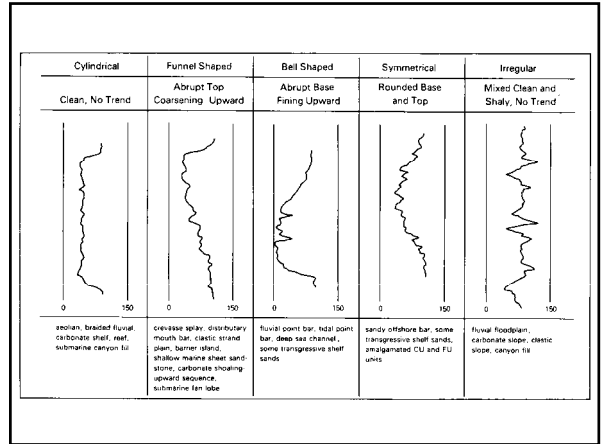 Cylindrical
Funnel Shaped
Bell Shaped
Symmetrical
Irregular
Clean, No Trend
Abrupt Top
Coarsening Upward
Abrupt Base
Fining Upward
Rounded Base
and Top
Mixed Clean and
Shaly, No Trend
0 150
0 150
0 150
0 150
0 150
aeolian, braided fluvial,
carbonate shelf, reef,
submarine canyon fill
crevasse splay, distributary
mouth bar, clastic strand
plain, barrier island,
shallow marine sheet sand-
stone, carbonate shoaling-
upward sequence,
submarine fan lobe
fluvial point bar, tidal point
bar, deep sea channel,
some transgressive shelf
sands
sandy offshore bar, some
transgressive shelf sands,
amalgamated CU and FU
units
fluvial floodplain,
carbonate slope, clastic
slope, canyon fill